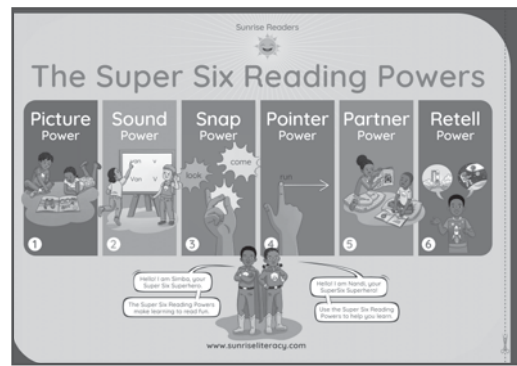 Sunrise Readers
The Super Six Reading Powers
Picture
Power
Sound
Power
Snap
Power
Pointer
Power
Partner
Power
Retell
Power
van v
Van V
look
come
run
1
2
3
4
5
6
Hello! I am Simba, your
Super Six Superhero.
The Super Six Reading Powers
make learning to read fun.
Hello! I am Nandi, your
SuperSix Superhero!
Use the Super Six Reading
Powers to help you learn.
www.sunriseliteracy.com